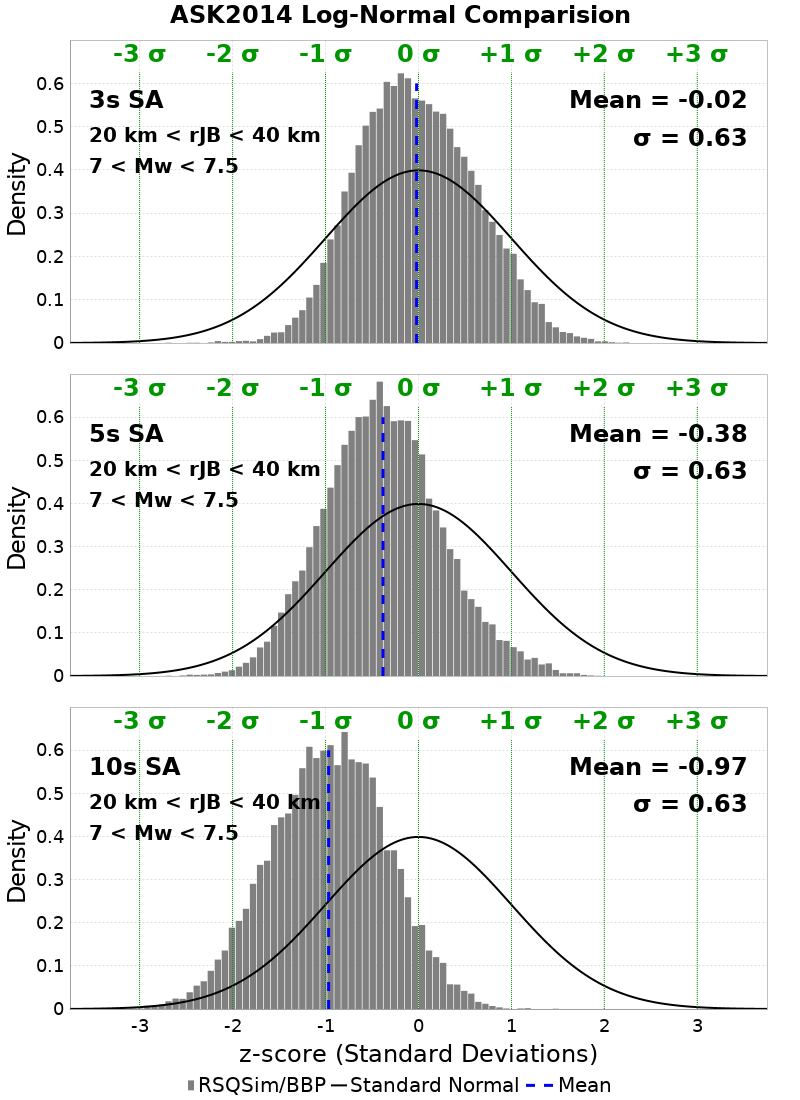 ASK2014 Log-Normal Comparision
-3 σ -2 σ -1 σ 0 σ +1 σ +2 σ +3 σ
3s SA
Mean = -0.02
20 km < rJB < 40 km
σ = 0.63
7 < Mw < 7.5
Density
0.6
0.5
0.4
0.3
0.2
0.1
0
-3 σ -2 σ -1 σ 0 σ +1 σ +2 σ +3 σ
5s SA
Mean = -0.38
20 km < rJB < 40 km
σ = 0.63
7 < Mw < 7.5
Density
0.6
0.5
0.4
0.3
0.2
0.1
0
-3 σ -2 σ -1 σ 0 σ +1 σ +2 σ +3 σ
10s SA
Mean = -0.97
20 km < rJB < 40 km
σ = 0.63
7 < Mw < 7.5
Density
0.6
0.5
0.4
0.3
0.2
0.1
0
-3 -2 -1 0 1 2 3
z-score (Standard Deviations)
RSQSim/BBP Standard Normal Mean